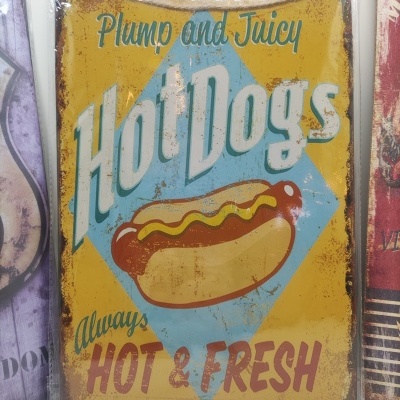 Plump and Juicy
Hot Dogs
Always
HOT & FRESH